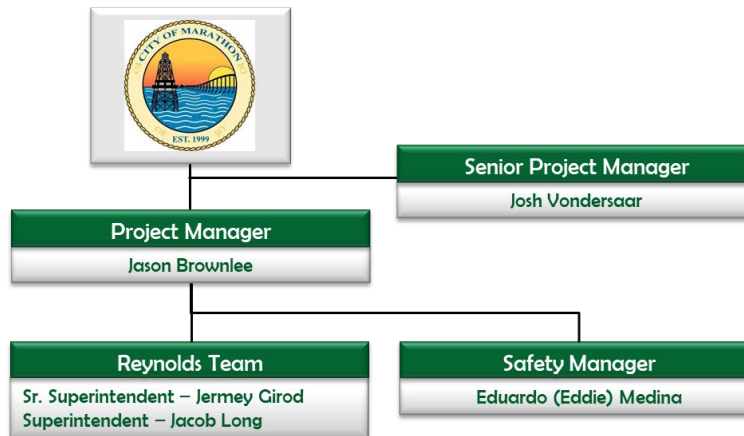 CITY OF MARATHON
EST. 1999
Senior Project Manager
Josh Vondersaar
Project Manager
Jason Brownlee
Reynolds Team
Sr. Superintendent – Jermey Girod
Superintendent – Jacob Long
Safety Manager
Eduardo (Eddie) Medina